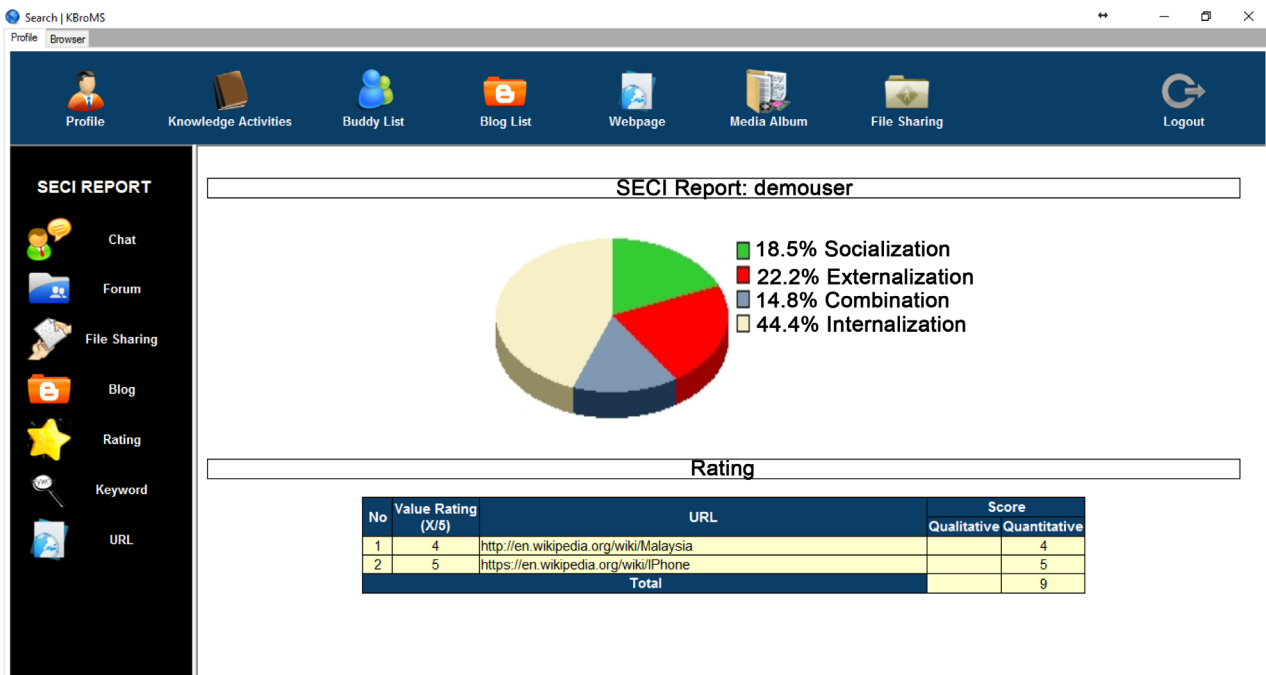 Search | KBroMS
Profile Browser
Profile Knowledge Activities Buddy List Blog List Webpage Media Album File Sharing Logout
SECI REPORT
Chat
Forum
File Sharing
Blog
Rating
Keyword
URL
SECI Report: demouser
18.5% Socialization
22.2% Externalization
14.8% Combination
44.4% Internalization
Rating
No Value Rating (X/5) URL Score
Qualitative Quantitative
1 4 http://en.wikipedia.org/wiki/Malaysia 4
2 5 https://en.wikipedia.org/wiki/IPhone 5
Total 9